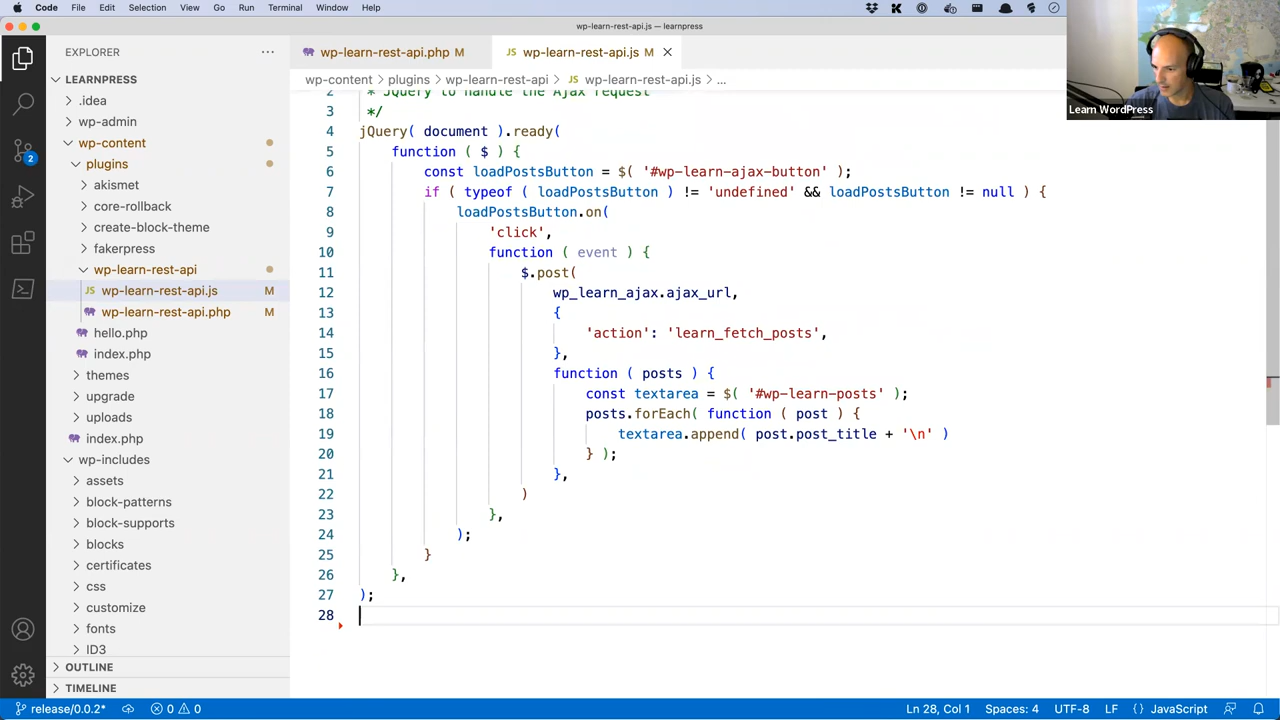 Code File Edit Selection View Go Run Terminal Window Help
wp-learn-rest-api.js — learnpress
EXPLORER
LEARNPRESS
.idea
wp-admin
wp-content
plugins
akismet
core-rollback
create-block-theme
fakerpress
wp-learn-rest-api
JS wp-learn-rest-api.js M
wp-learn-rest-api.php M
hello.php
index.php
themes
upgrade
uploads
index.php
wp-includes
assets
block-patterns
block-supports
blocks
certificates
css
customize
fonts
ID3
OUTLINE
TIMELINE
2
wp-learn-rest-api.php M JS wp-learn-rest-api.js M
wp-content > plugins > wp-learn-rest-api > JS wp-learn-rest-api.js > ...
2 * JQuery to handle the Ajax request
3 */
4 jQuery( document ).ready(
5 function ( $ ) {
6 const loadPostsButton = $( '#wp-learn-ajax-button' );
7 if ( typeof ( loadPostsButton ) != 'undefined' && loadPostsButton != null ) {
8 loadPostsButton.on(
9 'click',
10 function ( event ) {
11 $.post(
12 wp_learn_ajax.ajax_url,
13 {
14 'action': 'learn_fetch_posts',
15 },
16 function ( posts ) {
17 const textarea = $( '#wp-learn-posts' );
18 posts.forEach( function ( post ) {
19 textarea.append( post.post_title + '\n' )
20 } );
21 },
22 )
23 },
24 );
25 }
26 },
27 );
28
Learn WordPress
release/0.0.2* 0 0 Ln 28, Col 1 Spaces: 4 UTF-8 LF {} JavaScript